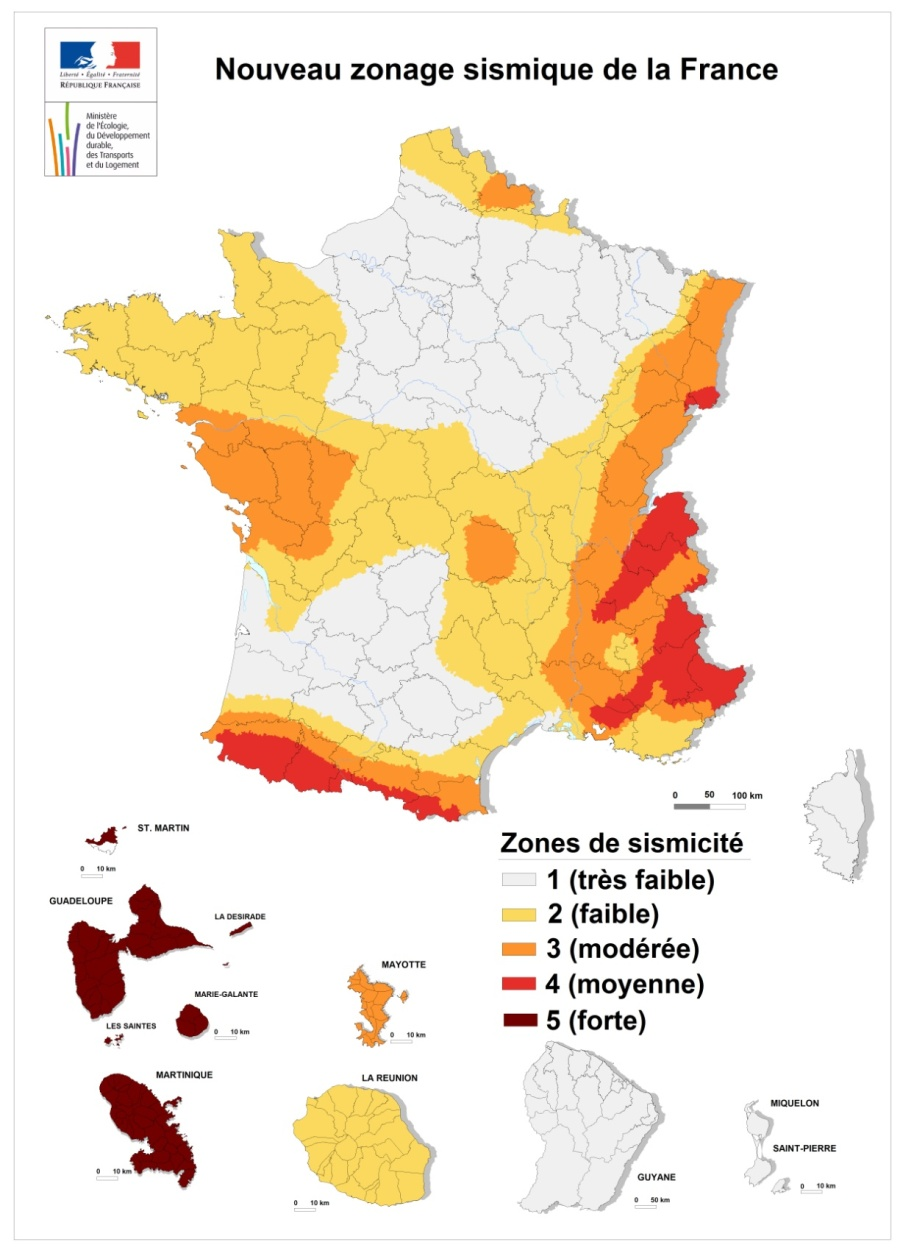 Nouveau zonage sismique de la France
Liberté • Égalité • Fraternité
RÉPUBLIQUE FRANÇAISE
Ministère
de l'Écologie,
du Développement
durable,
des Transports
et du Logement
0 50 100 km
ST. MARTIN
0 10 km
GUADELOUPE
LA DESIRADE
MARIE-GALANTE
0 10 km
LES SAINTES
MARTINIQUE
0 10 km
MAYOTTE
0 10 km
LA REUNION
0 10 km
Zones de sismicité
1 (très faible)
2 (faible)
3 (modérée)
4 (moyenne)
5 (forte)
GUYANE
0 50 km
MIQUELON
SAINT-PIERRE
0 10 km